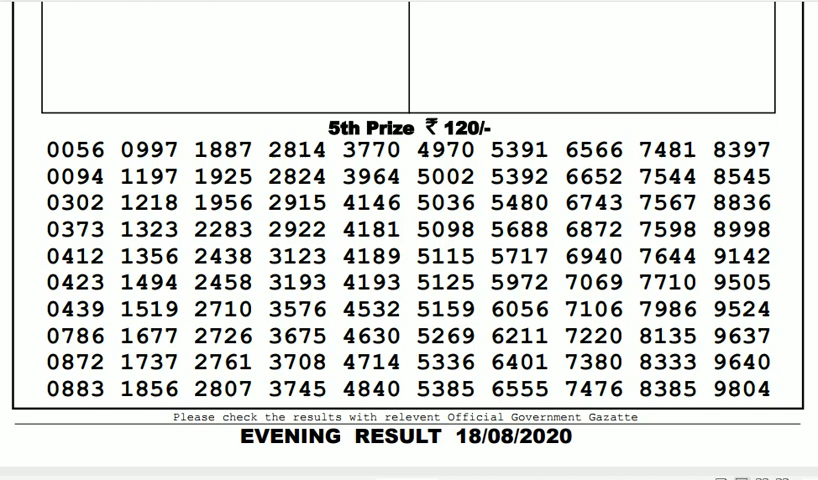 5th Prize ₹ 120/-
0056 0997 1887 2814 3770 4970 5391 6566 7481 8397
0094 1197 1925 2824 3964 5002 5392 6652 7544 8545
0302 1218 1956 2915 4146 5036 5480 6743 7567 8836
0373 1323 2283 2922 4181 5098 5688 6872 7598 8998
0412 1356 2438 3123 4189 5115 5717 6940 7644 9142
0423 1494 2458 3193 4193 5125 5972 7069 7710 9505
0439 1519 2710 3576 4532 5159 6056 7106 7986 9524
0786 1677 2726 3675 4630 5269 6211 7220 8135 9637
0872 1737 2761 3708 4714 5336 6401 7380 8333 9640
0883 1856 2807 3745 4840 5385 6555 7476 8385 9804
Please check the results with relevent Official Government Gazatte
EVENING RESULT 18/08/2020